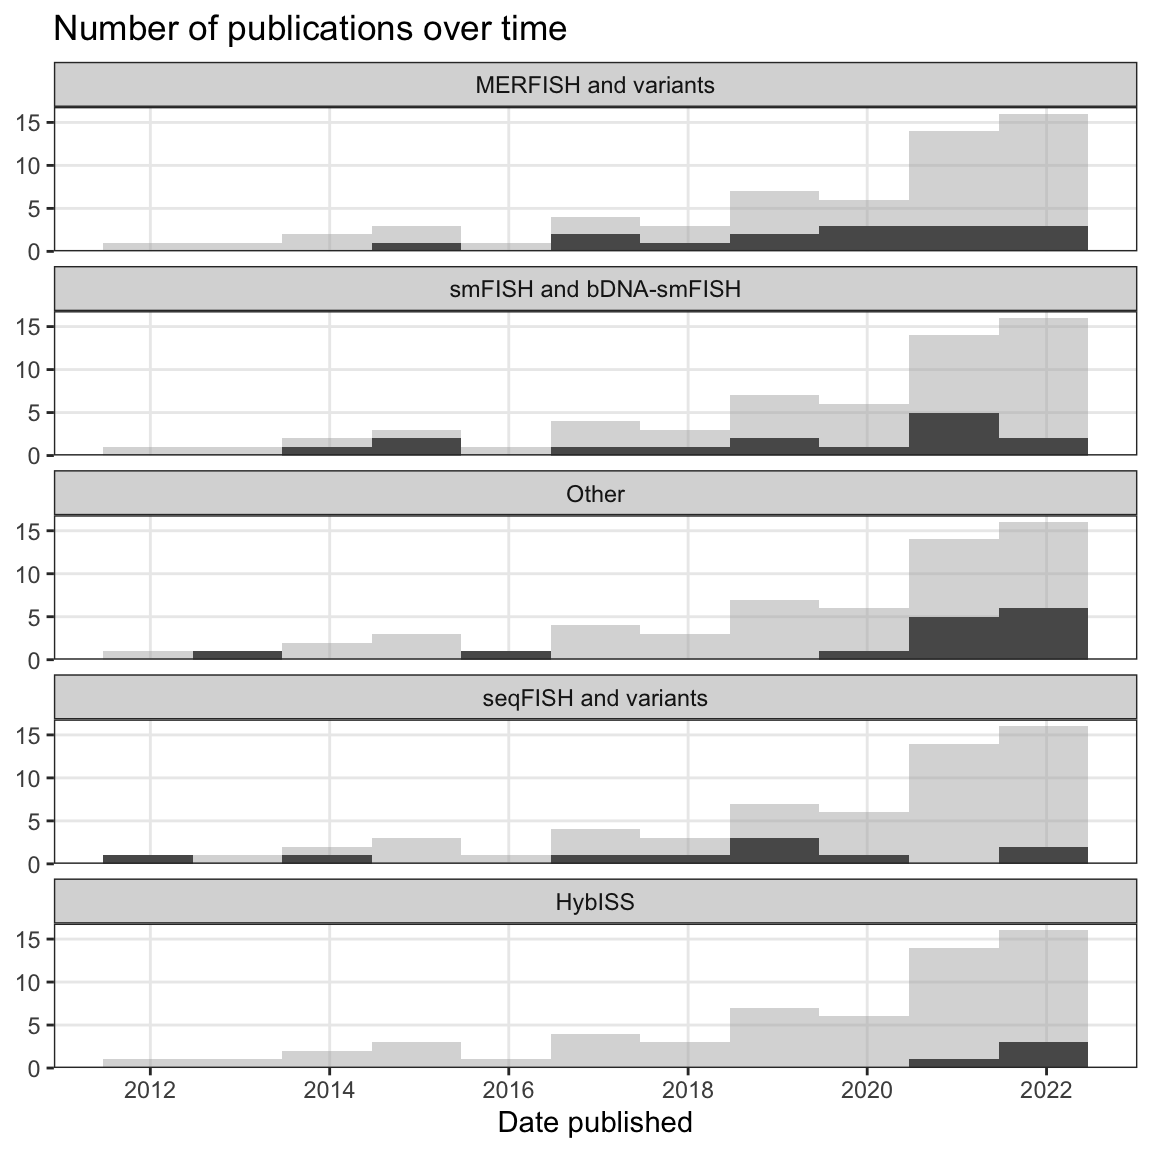 Number of publications over time
MERFISH and variants
15
10
5
0
smFISH and bDNA-smFISH
15
10
5
0
Other
15
10
5
0
seqFISH and variants
15
10
5
0
HybISS
15
10
5
0
2012 2014 2016 2018 2020 2022
Date published